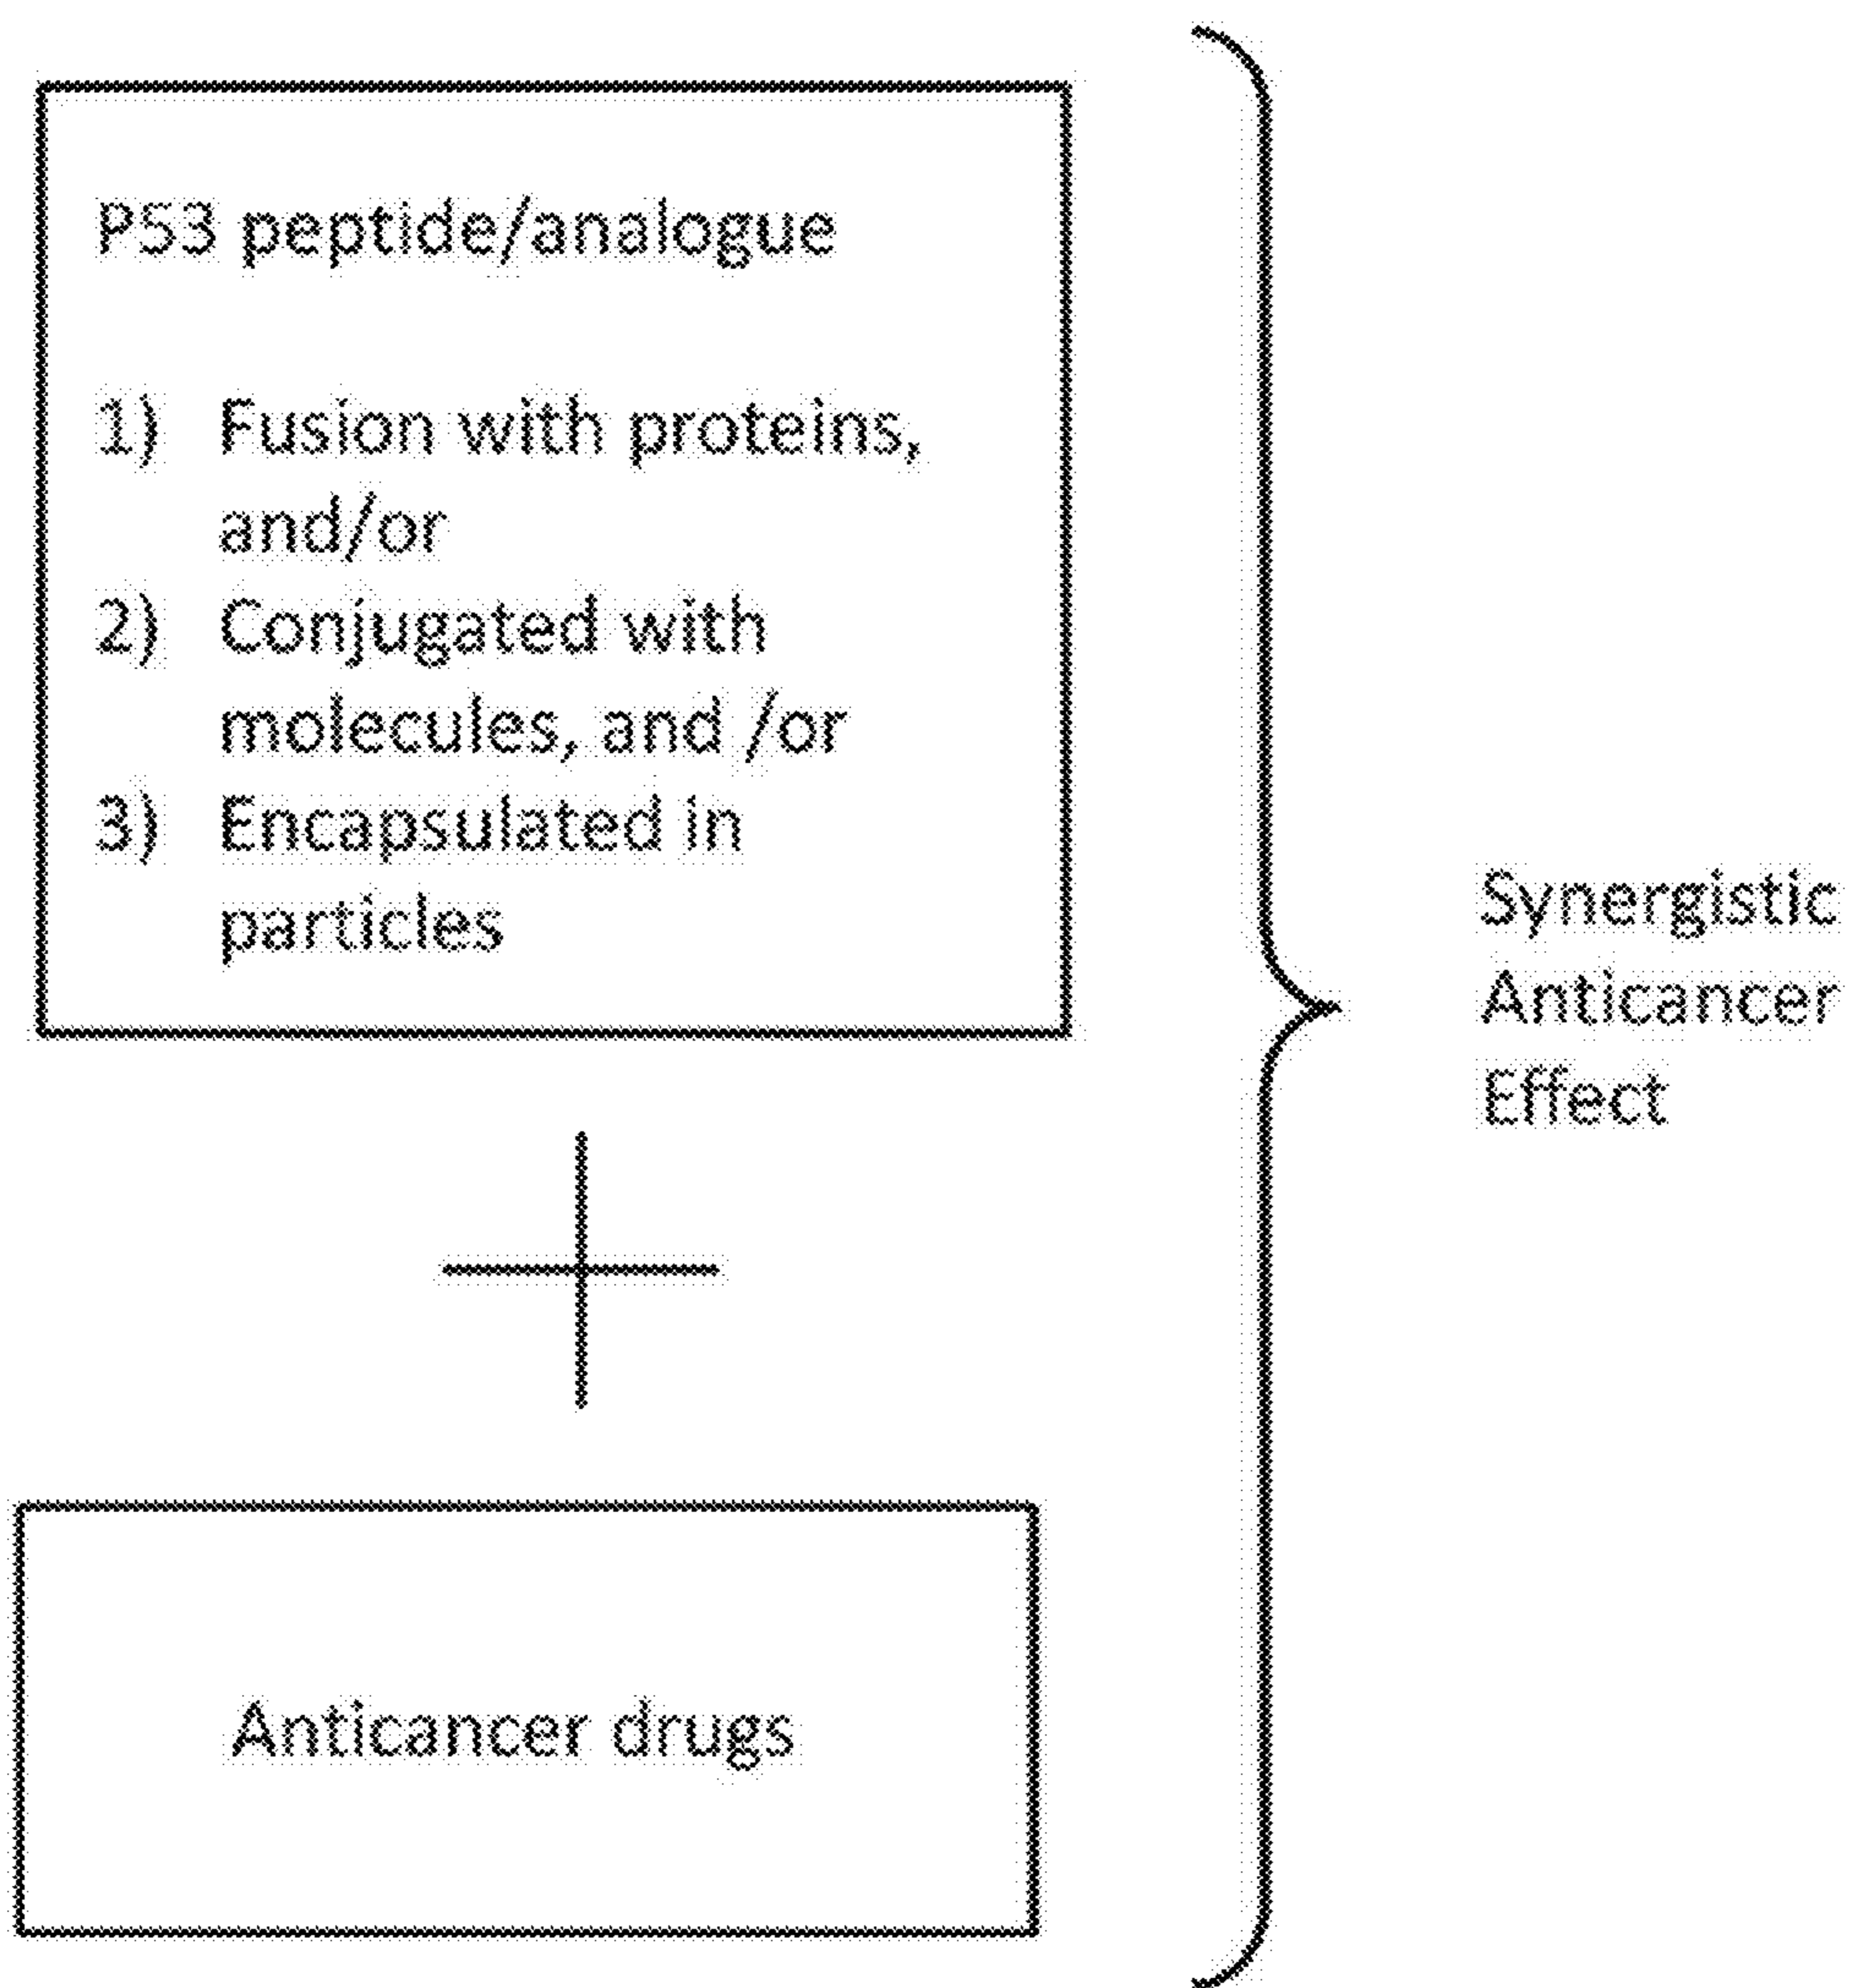 P53 peptide/analogue
1) Fusion with proteins,
and/or
2) Conjugated with
molecules, and /or
3) Encapsulated in
particles
Synergistic
Anticancer
Effect
Anticancer drugs